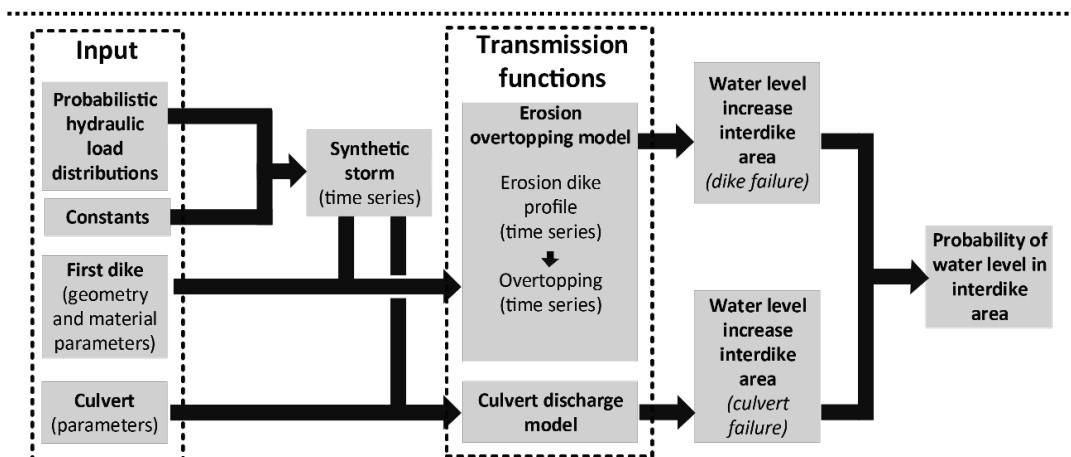 Input
Probabilistic
hydraulic
load
distributions
Constants
First dike
(geometry
and material
parameters)
Culvert
(parameters)
Synthetic
storm
(time series)
Transmission
functions
Erosion
overtopping model
Erosion dike
profile
(time series)
Overtopping
(time series)
Culvert discharge
model
Water level
increase
interdike
area
(dike failure)
Water level
increase
interdike
area
(culvert
failure)
Probability of
water level in
interdike
area